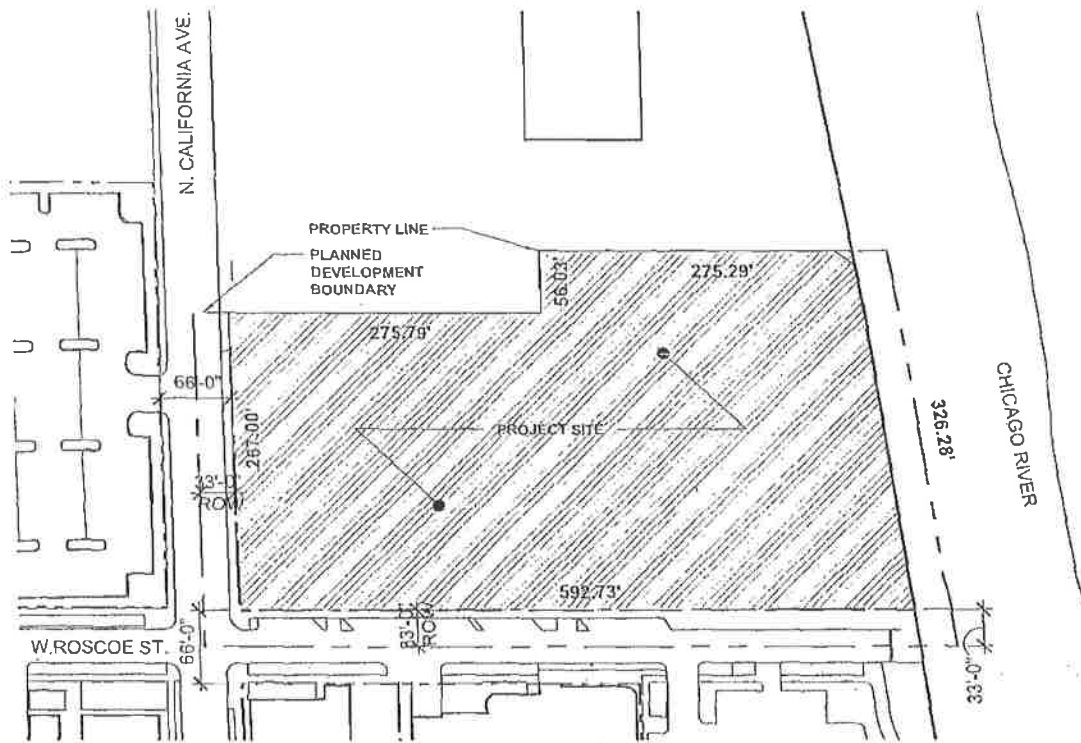 N. CALIFORNIA AVE.
PROPERTY LINE
PLANNED
DEVELOPMENT
BOUNDARY
56.03'
275.29'
275.79'
66'-0"
267.00'
PROJECT SITE
326.28'
CHICAGO RIVER
33'-0"
ROW
592.73'
33'-0"
ROW
W.ROSCOE ST.
66'-0"
33'-0"